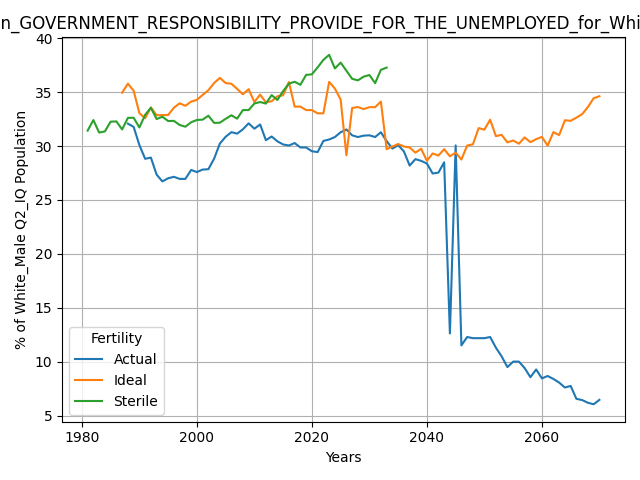 n_GOVERNMENT_RESPONSIBILITY_PROVIDE_FOR_THE_UNEMPLOYED_for_Whi
40
35
30
25
20
15
10
5
% of White_Male Q2_IQ Population
Fertility
Actual
Ideal
Sterile
1980 2000 2020 2040 2060
Years